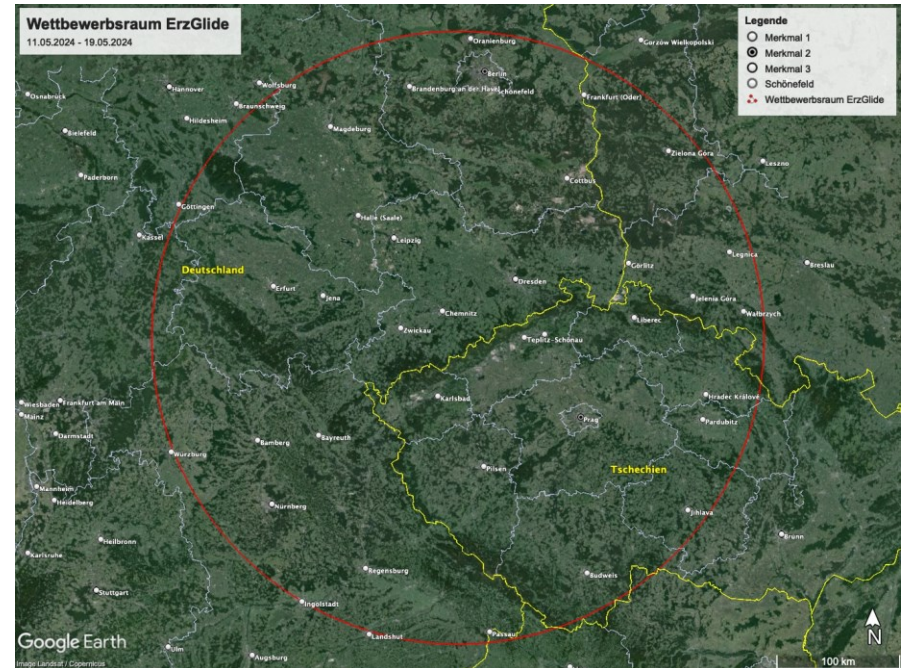 Wettbewerbsraum ErzGlide
11.05.2024 - 19.05.2024
Legende
Merkmal 1
Merkmal 2
Merkmal 3
Schönefeld
Wettbewerbsraum ErzGlide
Oranienburg
Gorzów Wielkopolski
Berlin
Hannover
Wolfsburg
Brandenburg an der Havel
Schönefeld
Osnabrück
Frankfurt (Oder)
Braunschweig
Hildesheim
Magdeburg
Bielefeld
Zielona Góra
Leszno
Paderborn
Cottbus
Göttingen
Halle (Saale)
Kassel
Leipzig
Legnica
Breslau
Görlitz
Deutschland
Dresden
Erfurt
Jena
Jelenia Góra
Chemnitz
Wałbrzych
Liberec
Zwickau
Teplitz-Schönau
Karlsbad
Hradec Králové
Wiesbaden
Frankfurt am Main
Mainz
Prag
Pardubitz
Darmstadt
Bamberg
Bayreuth
Würzburg
Pilsen
Tschechien
Mannheim
Heidelberg
Nürnberg
Jihlava
Brünn
Heilbronn
Karlsruhe
Regensburg
Budweis
Stuttgart
Ingolstadt
Landshut
Passau
N
Google Earth
Ulm
Augsburg
100 km
Image Landsat / Copernicus